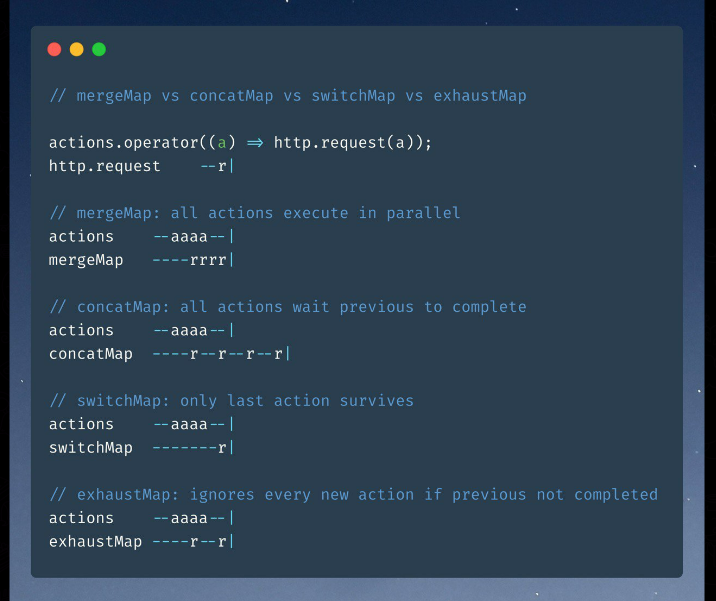 // mergeMap vs concatMap vs switchMap vs exhaustMap
actions.operator((a) => http.request(a));
http.request    --r|
// mergeMap: all actions execute in parallel
actions    --aaaa--|
mergeMap   ----rrrr|
// concatMap: all actions wait previous to complete
actions    --aaaa--|
concatMap  ----r--r--r--r|
// switchMap: only last action survives
actions    --aaaa--|
switchMap  -------r|
// exhaustMap: ignores every new action if previous not completed
actions    --aaaa--|
exhaustMap ----r--r|